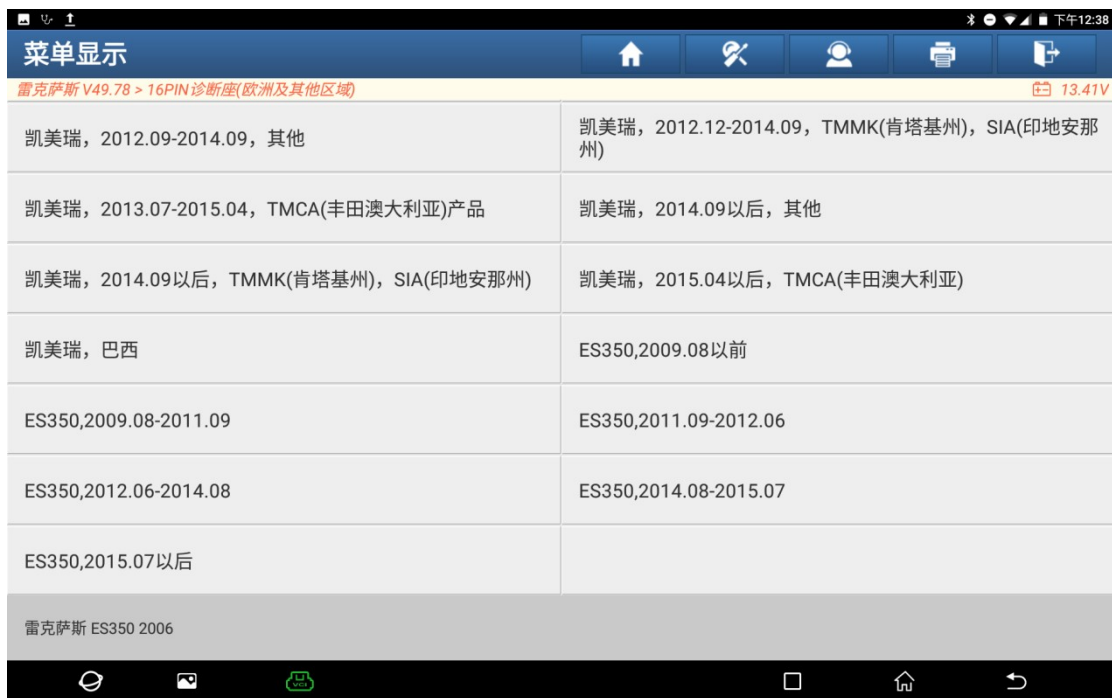 下午12:38
菜单显示
雷克萨斯 V49.78 > 16PIN诊断座(欧洲及其他区域)
13.41V
凯美瑞，2012.09-2014.09，其他
凯美瑞，2012.12-2014.09，TMMK(肯塔基州)，SIA(印地安那
州)
凯美瑞，2013.07-2015.04，TMCA(丰田澳大利亚)产品
凯美瑞，2014.09以后，其他
凯美瑞，2014.09以后，TMMK(肯塔基州)，SIA(印地安那州)
凯美瑞，2015.04以后，TMCA(丰田澳大利亚)
凯美瑞，巴西
ES350,2009.08以前
ES350,2009.08-2011.09
ES350,2011.09-2012.06
ES350,2012.06-2014.08
ES350,2014.08-2015.07
ES350,2015.07以后
雷克萨斯 ES350 2006
VCI